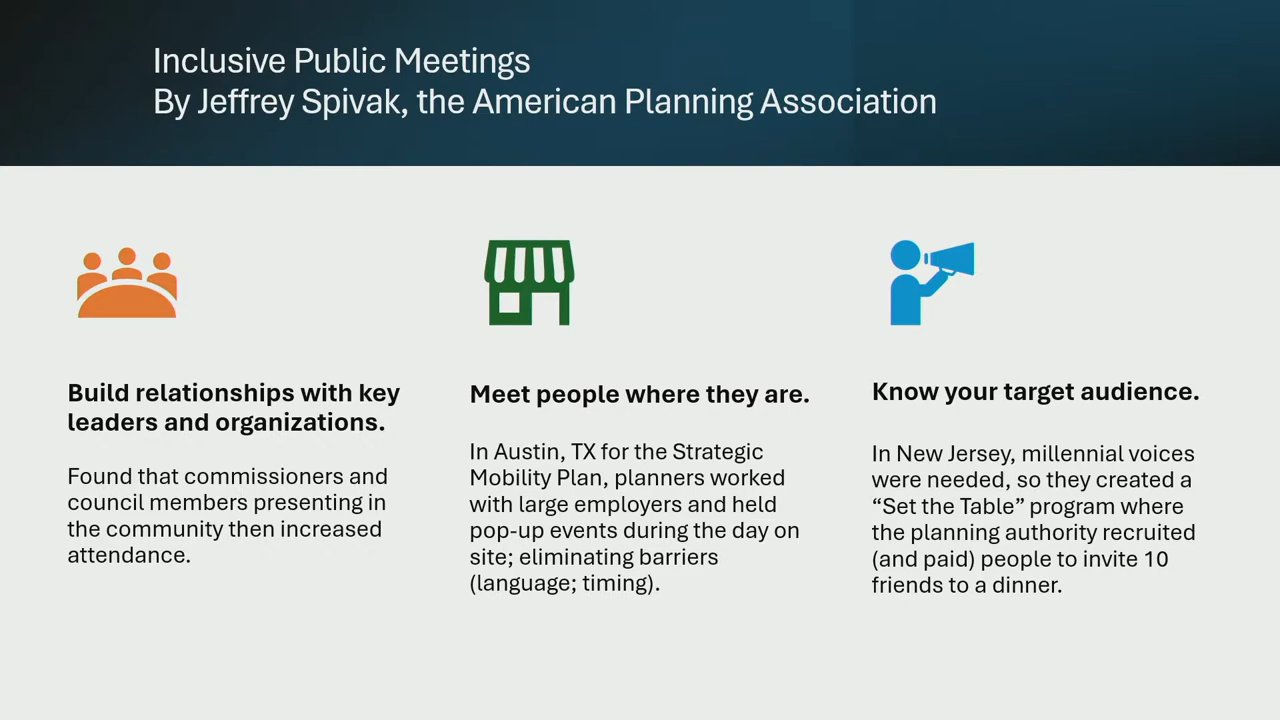 Inclusive Public Meetings
By Jeffrey Spivak, the American Planning Association
Build relationships with key
leaders and organizations.
Found that commissioners and
council members presenting in
the community then increased
attendance.
Meet people where they are.
In Austin, TX for the Strategic
Mobility Plan, planners worked
with large employers and held
pop-up events during the day on
site; eliminating barriers
(language; timing).
Know your target audience.
In New Jersey, millennial voices
were needed, so they created a
“Set the Table” program where
the planning authority recruited
(and paid) people to invite 10
friends to a dinner.